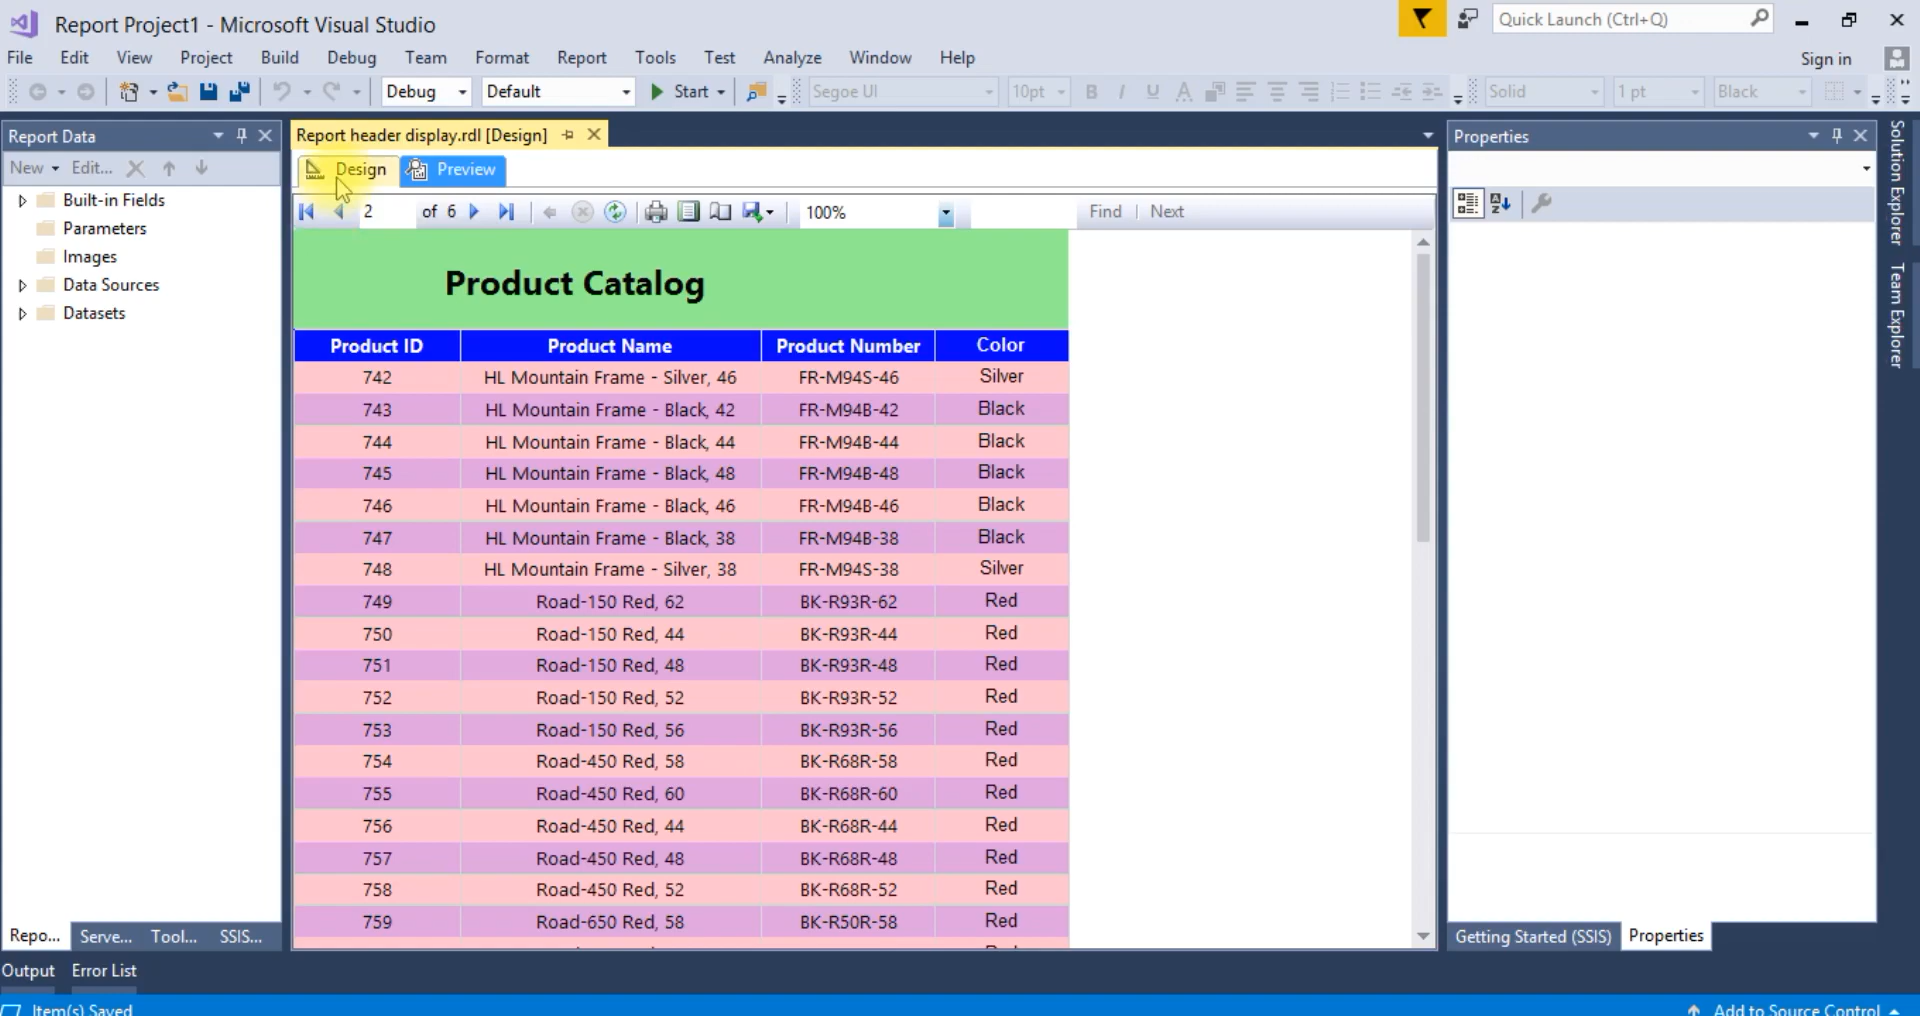 Report Project1 - Microsoft Visual Studio
Quick Launch (Ctrl+Q)
File Edit View Project Build Debug Team Format Report Tools Test Analyze Window Help
Sign in
Debug Default Start Segoe UI 10pt B I U A Solid 1 pt Black
Report Data
Report header display.rdl [Design]
Properties
New Edit...
Design Preview
2 of 6 100% Find | Next
Built-in Fields
Parameters
Images
Data Sources
Datasets
Product Catalog
Product ID Product Name Product Number Color
742 HL Mountain Frame - Silver, 46 FR-M94S-46 Silver
743 HL Mountain Frame - Black, 42 FR-M94B-42 Black
744 HL Mountain Frame - Black, 44 FR-M94B-44 Black
745 HL Mountain Frame - Black, 48 FR-M94B-48 Black
746 HL Mountain Frame - Black, 46 FR-M94B-46 Black
747 HL Mountain Frame - Black, 38 FR-M94B-38 Black
748 HL Mountain Frame - Silver, 38 FR-M94S-38 Silver
749 Road-150 Red, 62 BK-R93R-62 Red
750 Road-150 Red, 44 BK-R93R-44 Red
751 Road-150 Red, 48 BK-R93R-48 Red
752 Road-150 Red, 52 BK-R93R-52 Red
753 Road-150 Red, 56 BK-R93R-56 Red
754 Road-450 Red, 58 BK-R68R-58 Red
755 Road-450 Red, 60 BK-R68R-60 Red
756 Road-450 Red, 44 BK-R68R-44 Red
757 Road-450 Red, 48 BK-R68R-48 Red
758 Road-450 Red, 52 BK-R68R-52 Red
759 Road-650 Red, 58 BK-R50R-58 Red
Solution Explorer
Team Explorer
Repo... Serve... Tool... SSIS...
Getting Started (SSIS) Properties
Output Error List
Item(s) Saved
Add to Source Control